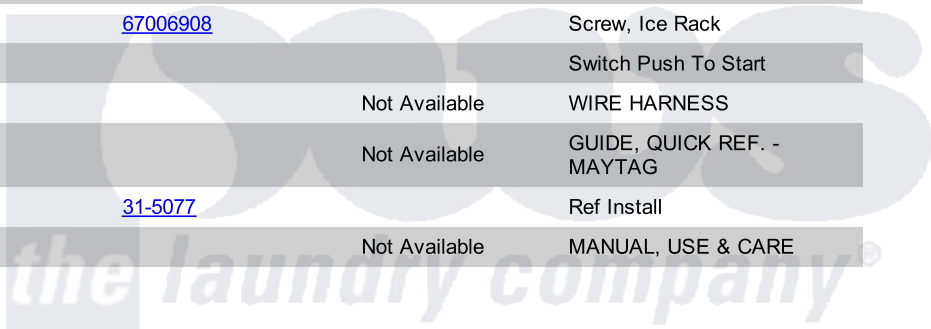 67006908 Screw, Ice Rack
Switch Push To Start
Not Available WIRE HARNESS
Not Available GUIDE, QUICK REF. -
MAYTAG
31-5077 Ref Install
Not Available MANUAL, USE & CARE
the laundry company®